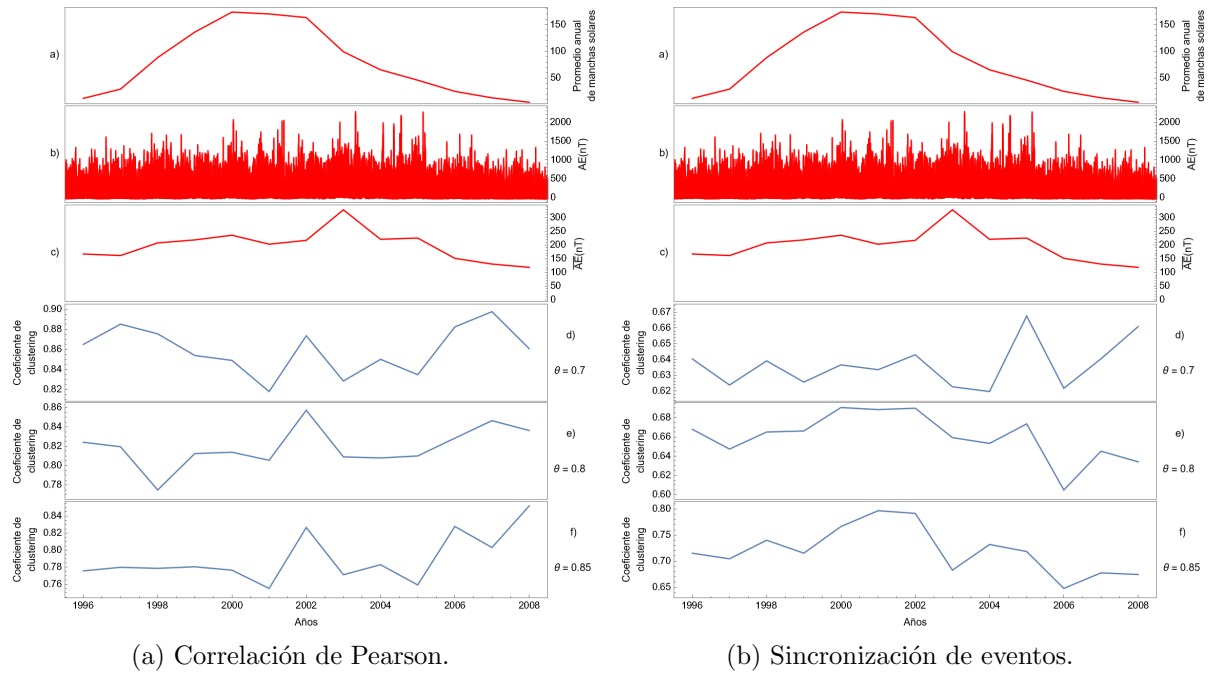 a)
150
100
50
Promedio anual
de manchas solares
b)
2000
1500
1000
500
0
AE(nT)
c)
300
250
200
150
100
50
0
A̅E̅(nT)
0.90
0.88
0.86
0.84
0.82
Coeficiente de
clustering
d)
θ = 0.7
0.86
0.84
0.82
0.80
0.78
Coeficiente de
clustering
e)
θ = 0.8
0.84
0.82
0.80
0.78
0.76
Coeficiente de
clustering
f)
θ = 0.85
1996 1998 2000 2002 2004 2006 2008
Años
(a) Correlación de Pearson.
a)
150
100
50
Promedio anual
de manchas solares
b)
2000
1500
1000
500
0
AE(nT)
c)
300
250
200
150
100
50
0
A̅E̅(nT)
0.67
0.66
0.64
0.62
Coeficiente de
clustering
d)
θ = 0.7
0.68
0.66
0.64
0.62
0.60
Coeficiente de
clustering
e)
θ = 0.8
0.80
0.75
0.70
0.65
Coeficiente de
clustering
f)
θ = 0.85
1996 1998 2000 2002 2004 2006 2008
Años
(b) Sincronización de eventos.